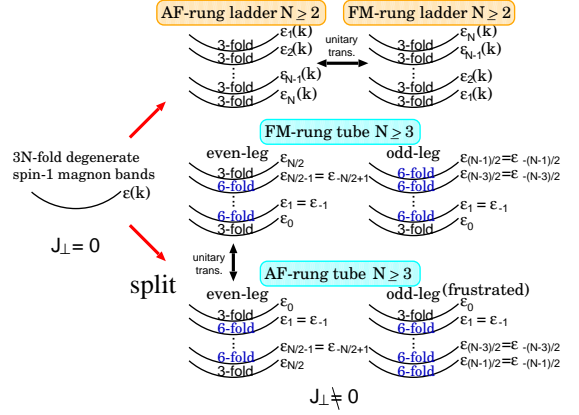 AF-rung ladder N ≥ 2
FM-rung ladder N ≥ 2
3-fold ε₁(k)
3-fold ε₂(k)
3-fold εN-1(k)
3-fold εN(k)
unitary
trans.
3-fold εN(k)
3-fold εN-1(k)
3-fold ε₂(k)
3-fold ε₁(k)
3N-fold degenerate
spin-1 magnon bands
ε(k)
J⊥ = 0
split
FM-rung tube N ≥ 3
even-leg
3-fold εN/2
6-fold εN/2-1 = ε-N/2+1
6-fold ε₁ = ε-1
3-fold ε₀
odd-leg
6-fold ε(N-1)/2=ε-(N-1)/2
6-fold ε(N-3)/2=ε-(N-3)/2
6-fold ε₁ = ε-1
3-fold ε₀
unitary
trans.
AF-rung tube N ≥ 3
even-leg
3-fold ε₀
6-fold ε₁ = ε-1
6-fold εN/2-1 = ε-N/2+1
3-fold εN/2
odd-leg (frustrated)
3-fold ε₀
6-fold ε₁ = ε-1
6-fold ε(N-3)/2=ε-(N-3)/2
6-fold ε(N-1)/2=ε-(N-1)/2
J⊥ ≠ 0